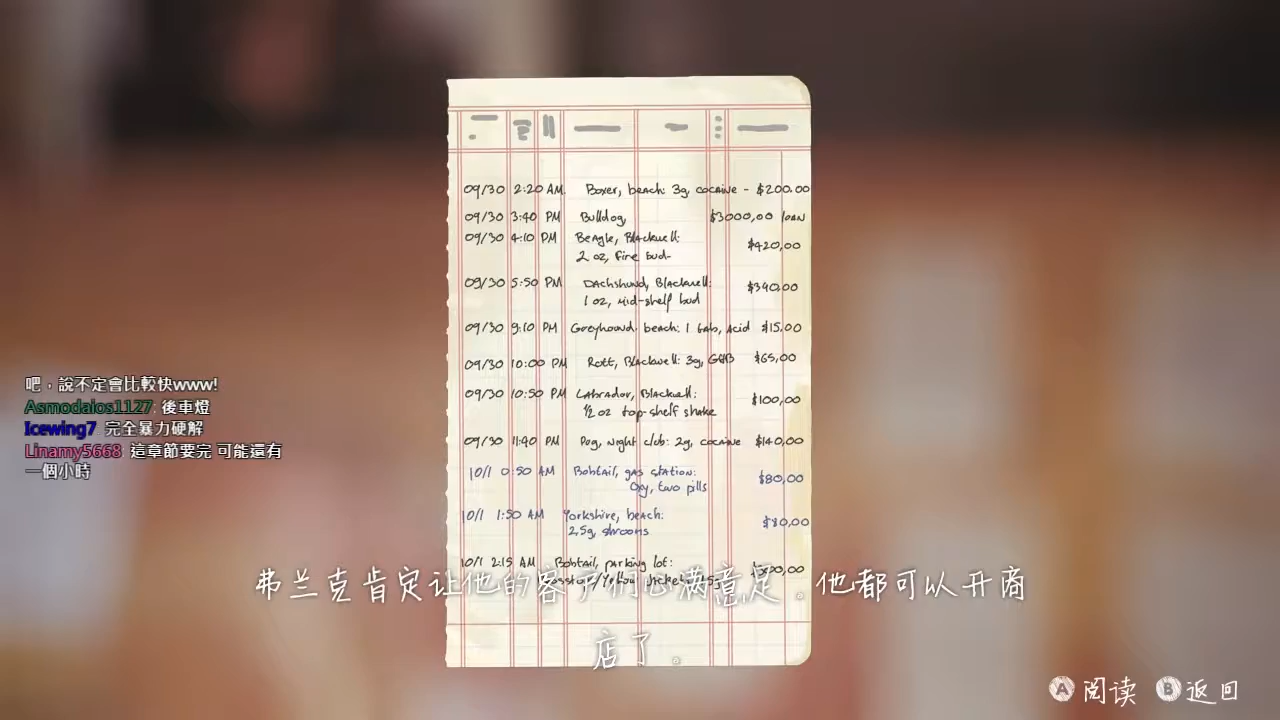 09/30 2:20 AM. Boxer, beach: 3g, cocaine - $200.00
09/30 3:40 PM Bulldog, $3000,00 loan
09/30 4:10 PM Beagle, Blackwell: $420,00
2 oz, fire bud-
09/30 5:50 PM Dachshund, Blackwell: $340.00
1 oz, mid-shelf bud
09/30 9:10 PM Greyhound. beach: 1 tab, acid $15.00
09/30 10:00 PM Rott, Blackwell: 3g, GHB $65,00
09/30 10:50 PM Labrador, Blackwell: $100,00
1/2 oz top-shelf shake
09/30 11:40 PM Pog, night club: 2g, cocaine $140,00
10/1 0:50 AM Bobtail, gas station: $80,00
Oxy, two pills
10/1 1:50 AM Yorkshire, beach: $80,00
2,5g, shrooms
10/1 2:15 AM Bobtail, parking lot:
吧，說不定會比較快www!
Asmodaios1127: 後車燈
Icewing7 完全暴力硬解
Linamy5668 這章節要完 可能還有
一個小時
弗兰克肯定让他的客户们心满意足。他都可以开商
店了。
A 阅读 B 返回